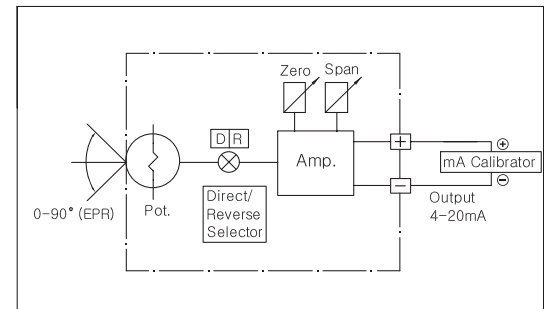 Zero Span
D R
Amp.
+
⊕
mA Calibrator
⊖
−
Output
4-20mA
0-90° (EPR)
Pot.
Direct/
Reverse
Selector